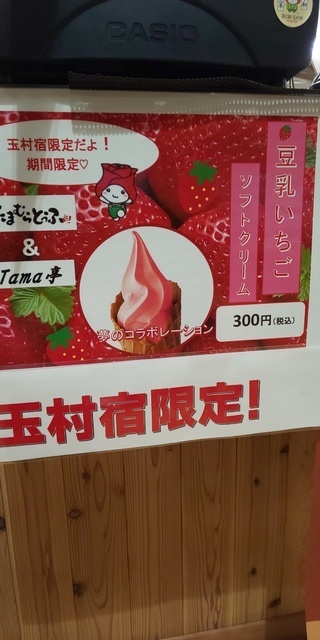 CASIO
玉村宿限定だよ!
期間限定♡
たまむらとうふ
&
Tama亭
豆乳いちご
ソフトクリーム
300円(税込)
夢のコラボレーション
玉村宿限定!